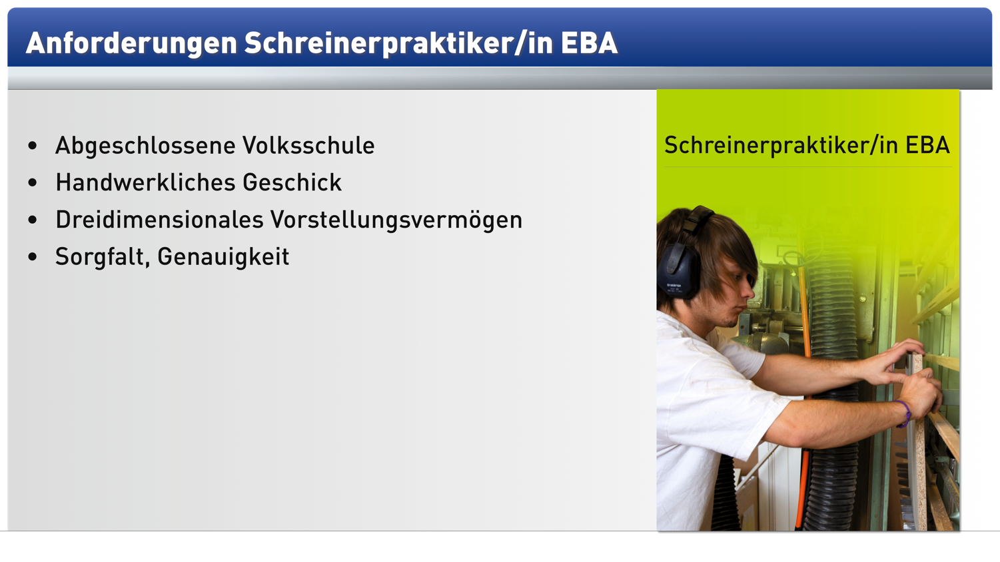 Anforderungen Schreinerpraktiker/in EBA
• Abgeschlossene Volksschule
• Handwerkliches Geschick
• Dreidimensionales Vorstellungsvermögen
• Sorgfalt, Genauigkeit
Schreinerpraktiker/in EBA